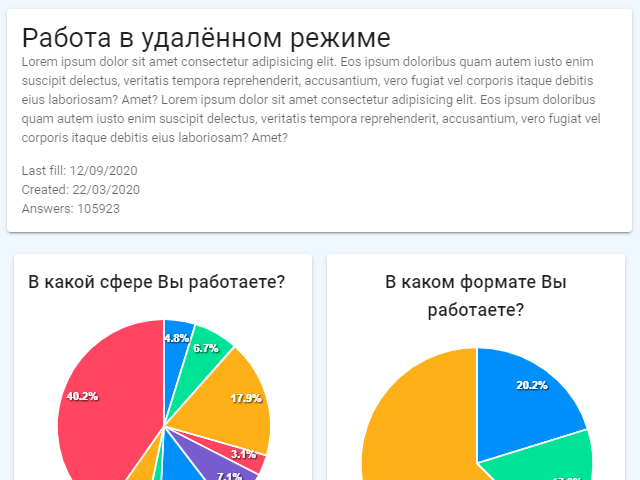 Работа в удалённом режиме
Lorem ipsum dolor sit amet consectetur adipisicing elit. Eos ipsum doloribus quam autem iusto enim
suscipit delectus, veritatis tempora reprehenderit, accusantium, vero fugiat vel corporis itaque debitis
eius laboriosam? Amet? Lorem ipsum dolor sit amet consectetur adipisicing elit. Eos ipsum doloribus
quam autem iusto enim suscipit delectus, veritatis tempora reprehenderit, accusantium, vero fugiat vel
corporis itaque debitis eius laboriosam? Amet?
Last fill: 12/09/2020
Created: 22/03/2020
Answers: 105923
В какой сфере Вы работаете?
4.8%
6.7%
17.9%
40.2%
3.1%
7.1%
В каком формате Вы
работаете?
20.2%